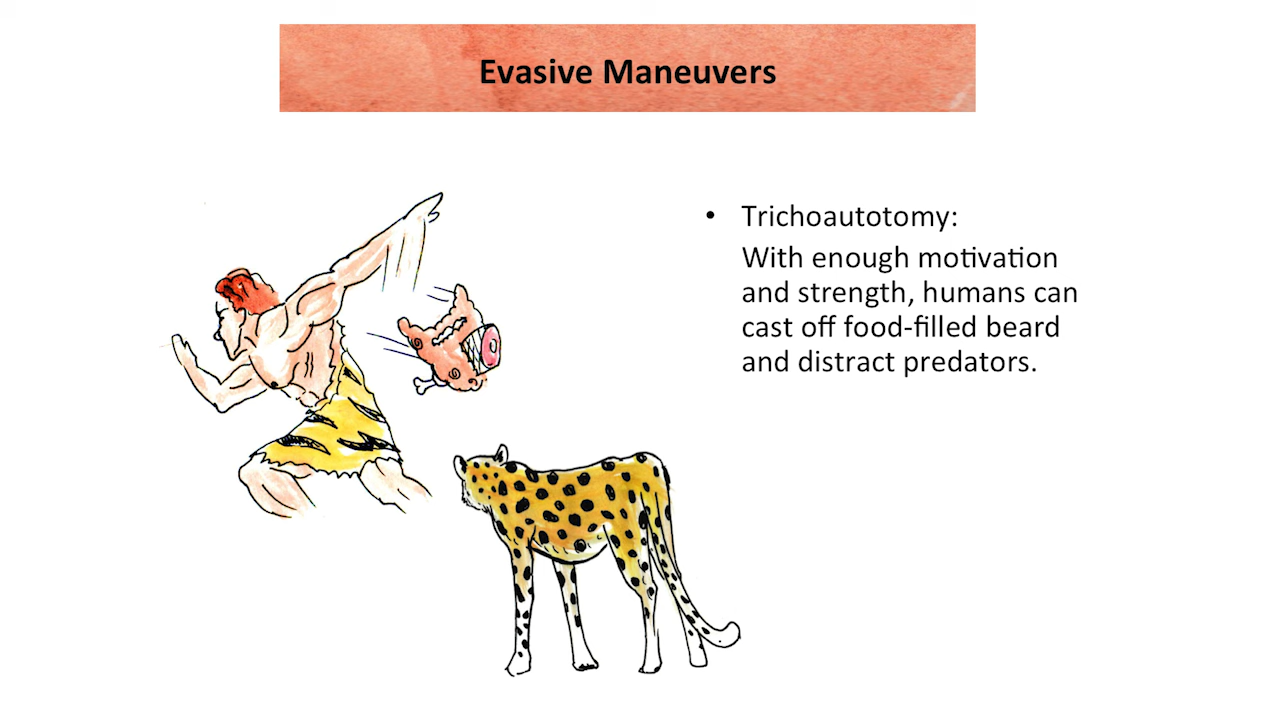 Evasive Maneuvers
• Trichoautotomy:
With enough motivation
and strength, humans can
cast off food-filled beard
and distract predators.